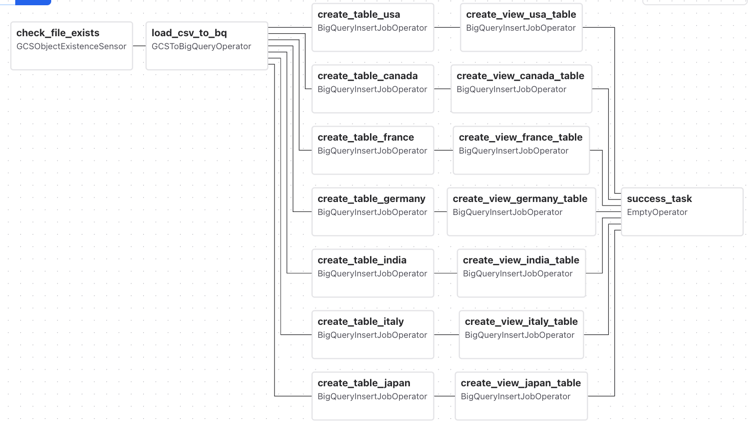 check_file_exists
GCSObjectExistenceSensor
load_csv_to_bq
GCSToBigQueryOperator
create_table_usa
BigQueryInsertJobOperator
create_view_usa_table
BigQueryInsertJobOperator
create_table_canada
BigQueryInsertJobOperator
create_view_canada_table
BigQueryInsertJobOperator
create_table_france
BigQueryInsertJobOperator
create_view_france_table
BigQueryInsertJobOperator
create_table_germany
BigQueryInsertJobOperator
create_view_germany_table
BigQueryInsertJobOperator
success_task
EmptyOperator
create_table_india
BigQueryInsertJobOperator
create_view_india_table
BigQueryInsertJobOperator
create_table_italy
BigQueryInsertJobOperator
create_view_italy_table
BigQueryInsertJobOperator
create_table_japan
BigQueryInsertJobOperator
create_view_japan_table
BigQueryInsertJobOperator